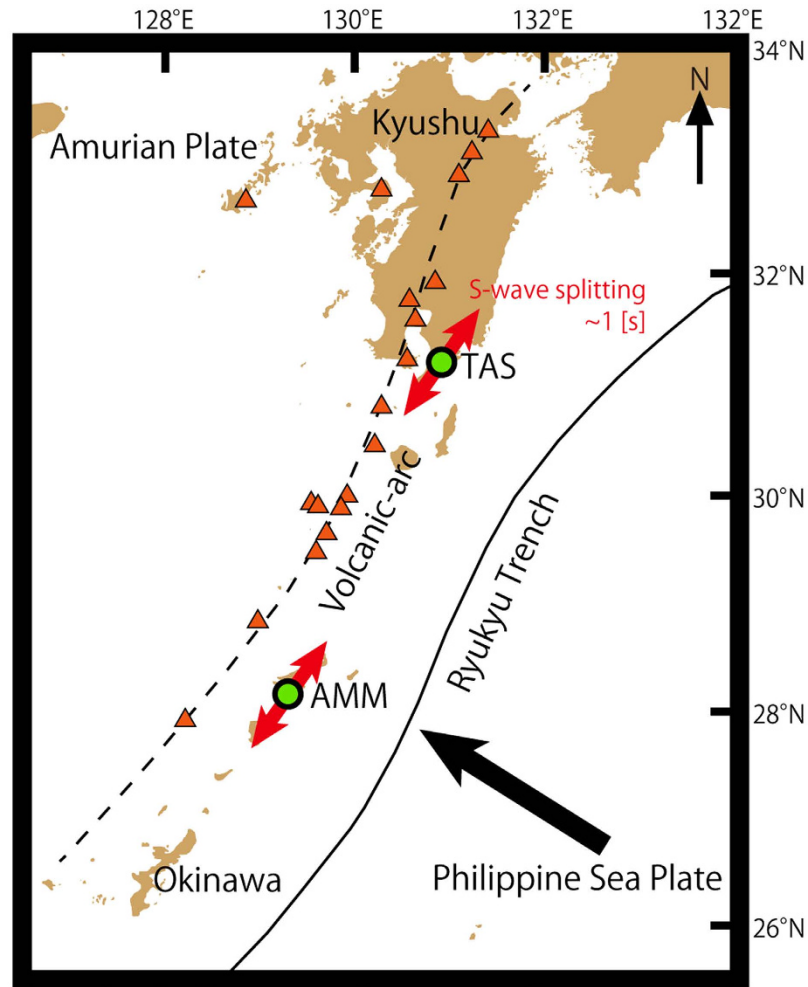 128°E
130°E
132°E
132°E
34°N
N
Kyushu
Amurian Plate
32°N
S-wave splitting
~1 [s]
TAS
30°N
Volcanic-arc
Ryukyu Trench
AMM
28°N
Okinawa
Philippine Sea Plate
26°N